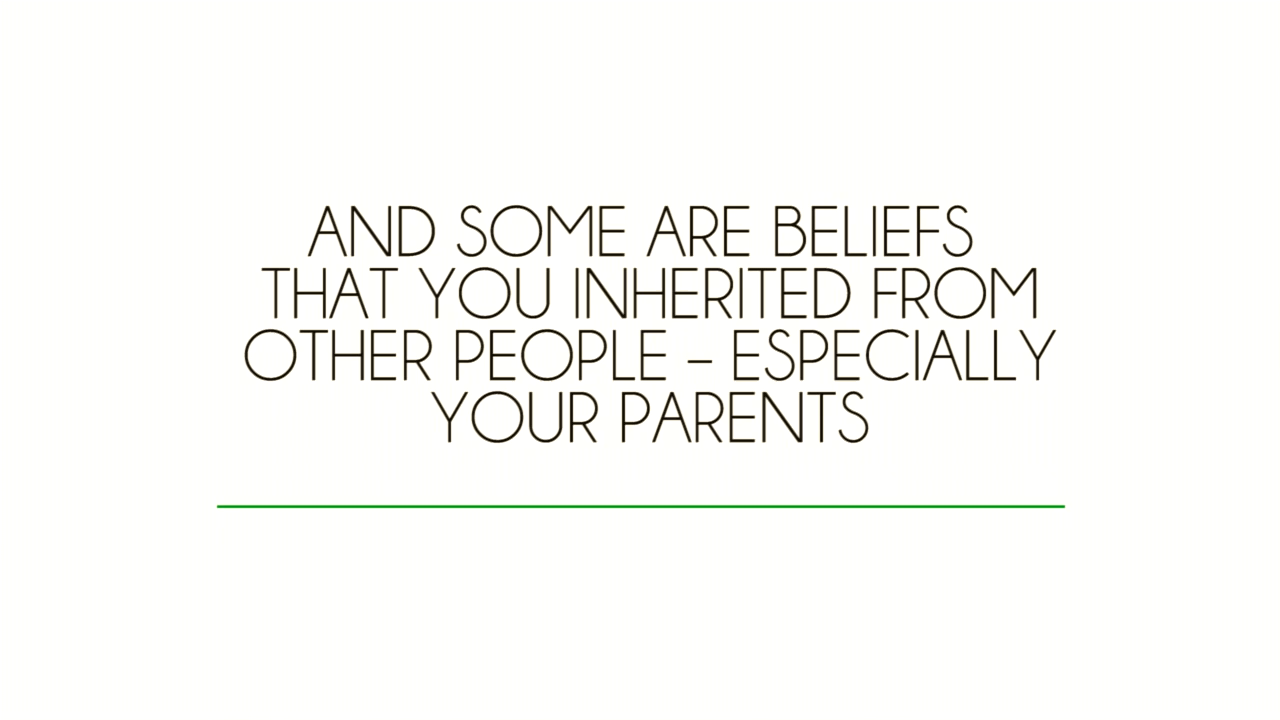 AND SOME ARE BELIEFS
THAT YOU INHERITED FROM
OTHER PEOPLE – ESPECIALLY
YOUR PARENTS